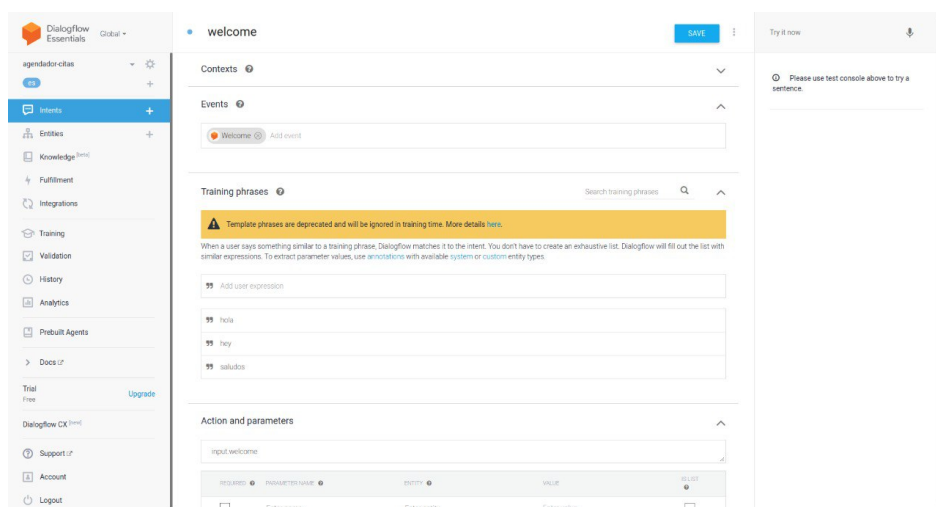 Dialogflow
Essentials
Global
agendador-citas
es
Intents
Entities
Knowledge [beta]
Fulfillment
Integrations
Training
Validation
History
Analytics
Prebuilt Agents
Docs
Trial
Free
Upgrade
Dialogflow CX [new]
Support
Account
Logout
welcome
SAVE
Contexts
Events
Welcome Add event
Training phrases
Search training phrases
Template phrases are deprecated and will be ignored in training time. More details here.
When a user says something similar to a training phrase, Dialogflow matches it to the intent. You don't have to create an exhaustive list. Dialogflow will fill out the list with
similar expressions. To extract parameter values, use annotations with available system or custom entity types.
Add user expression
hola
hey
saludos
Action and parameters
input.welcome
REQUIRED PARAMETER NAME ENTITY VALUE IS LIST
Try it now
Please use test console above to try a
sentence.